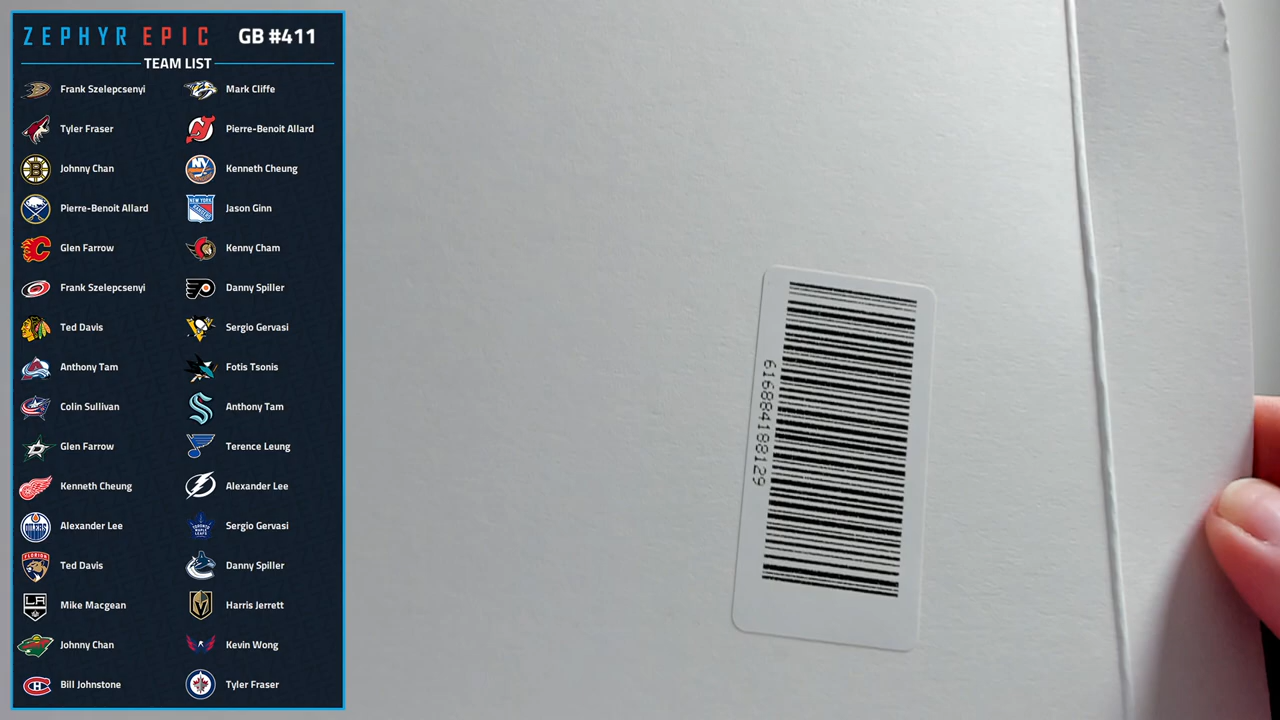 ZEPHYR EPIC GB #411
TEAM LIST
Frank Szelepcsenyi
Tyler Fraser
Johnny Chan
Pierre-Benoit Allard
Glen Farrow
Frank Szelepcsenyi
Ted Davis
Anthony Tam
Colin Sullivan
Glen Farrow
Kenneth Cheung
Alexander Lee
Ted Davis
Mike Macgean
Johnny Chan
Bill Johnstone
Mark Cliffe
Pierre-Benoit Allard
Kenneth Cheung
Jason Ginn
Kenny Cham
Danny Spiller
Sergio Gervasi
Fotis Tsonis
Anthony Tam
Terence Leung
Alexander Lee
Sergio Gervasi
Danny Spiller
Harris Jerrett
Kevin Wong
Tyler Fraser
616884188129